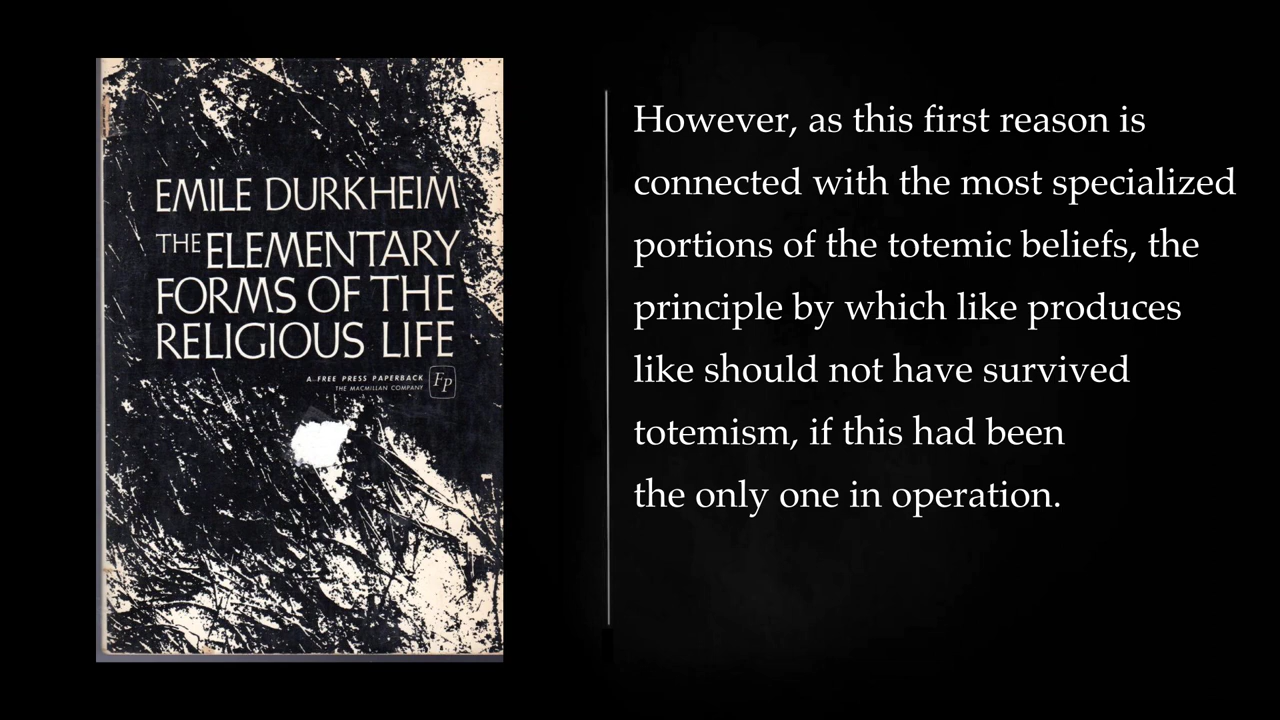 EMILE DURKHEIM
THE ELEMENTARY
FORMS OF THE
RELIGIOUS LIFE
A FREE PRESS PAPERBACK
THE MACMILLAN COMPANY
FP
However, as this first reason is
connected with the most specialized
portions of the totemic beliefs, the
principle by which like produces
like should not have survived
totemism, if this had been
the only one in operation.